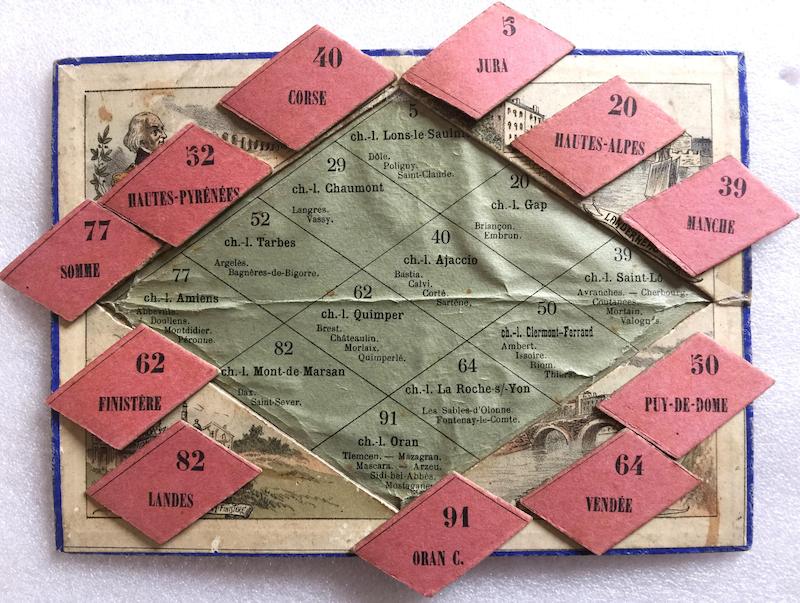 5
JURA
40
CORSE
20
HAUTES-ALPES
52
HAUTES-PYRÉNÉES
39
MANCHE
77
SOMME
5
ch.-l. Lons-le-Saulnier
Dôle.
Poligny.
Saint-Claude.
29
ch.-l. Chaumont
Langres.
Vassy.
20
ch.-l. Gap
Briançon.
Embrun.
52
ch.-l. Tarbes
Argelès.
Bagnères-de-Bigorre.
40
ch.-l. Ajaccio
Bastia.
Calvi.
Corté.
Sartène.
39
ch.-l. Saint-Lô
Avranches. — Cherbourg.
Coutances.
Mortain.
Valogn's.
77
ch.-l. Amiens
Abbeville.
Doullens.
Montdidier.
Péronne.
62
ch.-l. Quimper
Brest.
Châteaulin.
Morlaix.
Quimperlé.
50
ch.-l. Clermont-Ferrand
Ambert.
Issoire.
Riom.
Thiers.
82
ch.-l. Mont-de-Marsan
Dax.
Saint-Sever.
64
ch.-l. La Roche-s/-Yon
Les Sables-d'Olonne.
Fontenay-le-Comte.
91
ch.-l. Oran
Tlemcen. — Mazagran.
Mascara. — Arzeu.
Sidi-bel-Abbès.
Mostaganem
LANDERNEAU
62
FINISTÈRE
50
PUY-DE-DOME
82
LANDES
64
VENDÉE
FINISTÈRE
91
ORAN C.